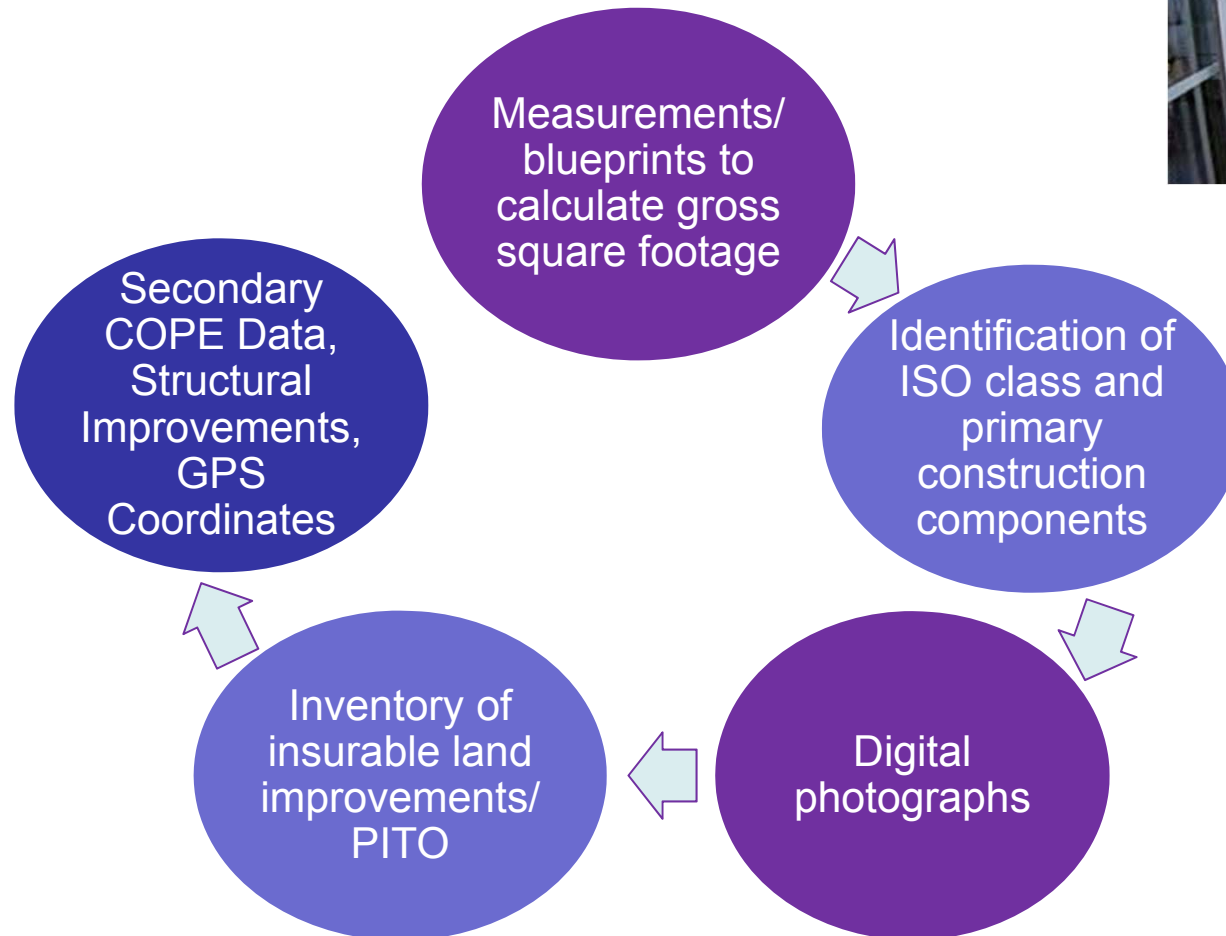 Measurements/
blueprints to
calculate gross
square footage
Identification of
ISO class and
primary
construction
components
Digital
photographs
Inventory of
insurable land
improvements/
PITO
Secondary
COPE Data,
Structural
Improvements,
GPS
Coordinates